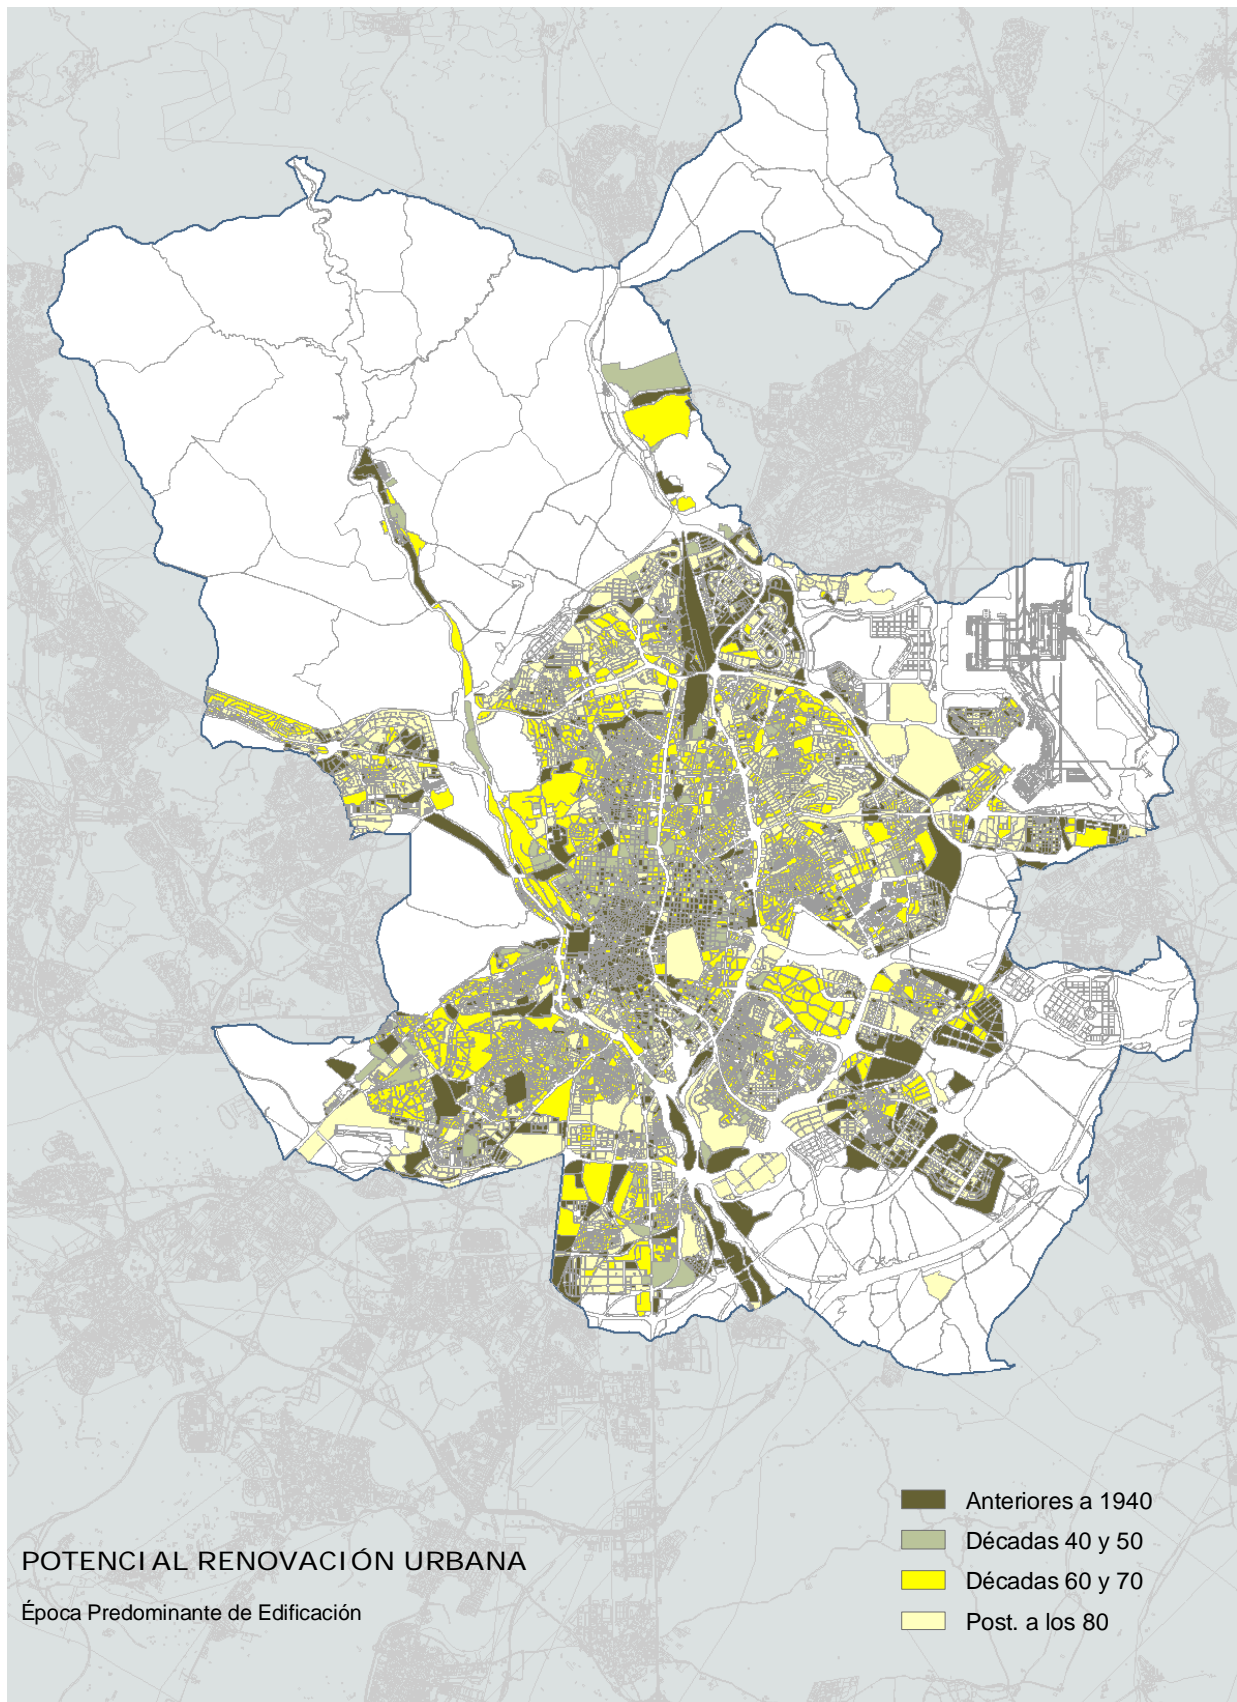 Anteriores a 1940
Décadas 40 y 50
Décadas 60 y 70
Post. a los 80
POTENCIAL RENOVACIÓN URBANA
Época Predominante de Edificación